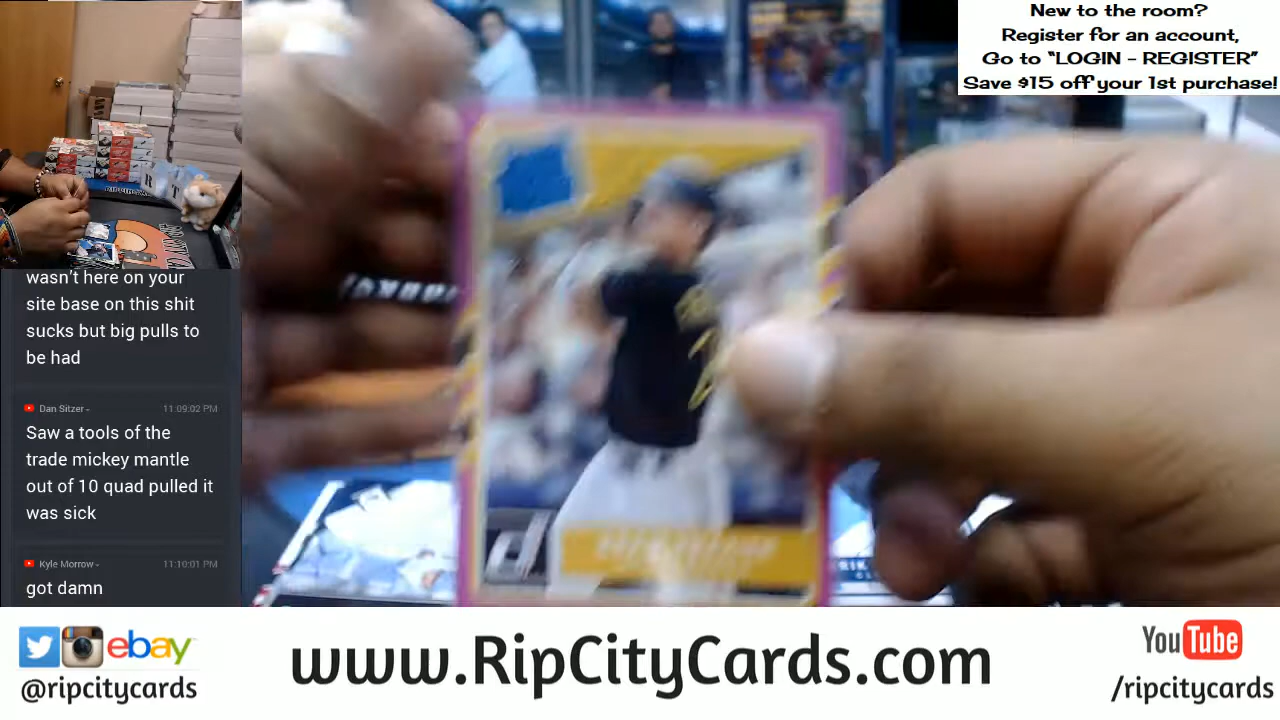 New to the room?
Register for an account,
Go to "LOGIN - REGISTER"
Save $15 off your 1st purchase!
wasn't here on your
site base on this shit
sucks but big pulls to
be had
Dan Sitzer- 11:09:02 PM
Saw a tools of the
trade mickey mantle
out of 10 quad pulled it
was sick
Kyle Morrow- 11:10:01 PM
got damn
ebay
@ripcitycards
www.RipCityCards.com
YouTube
/ripcitycards